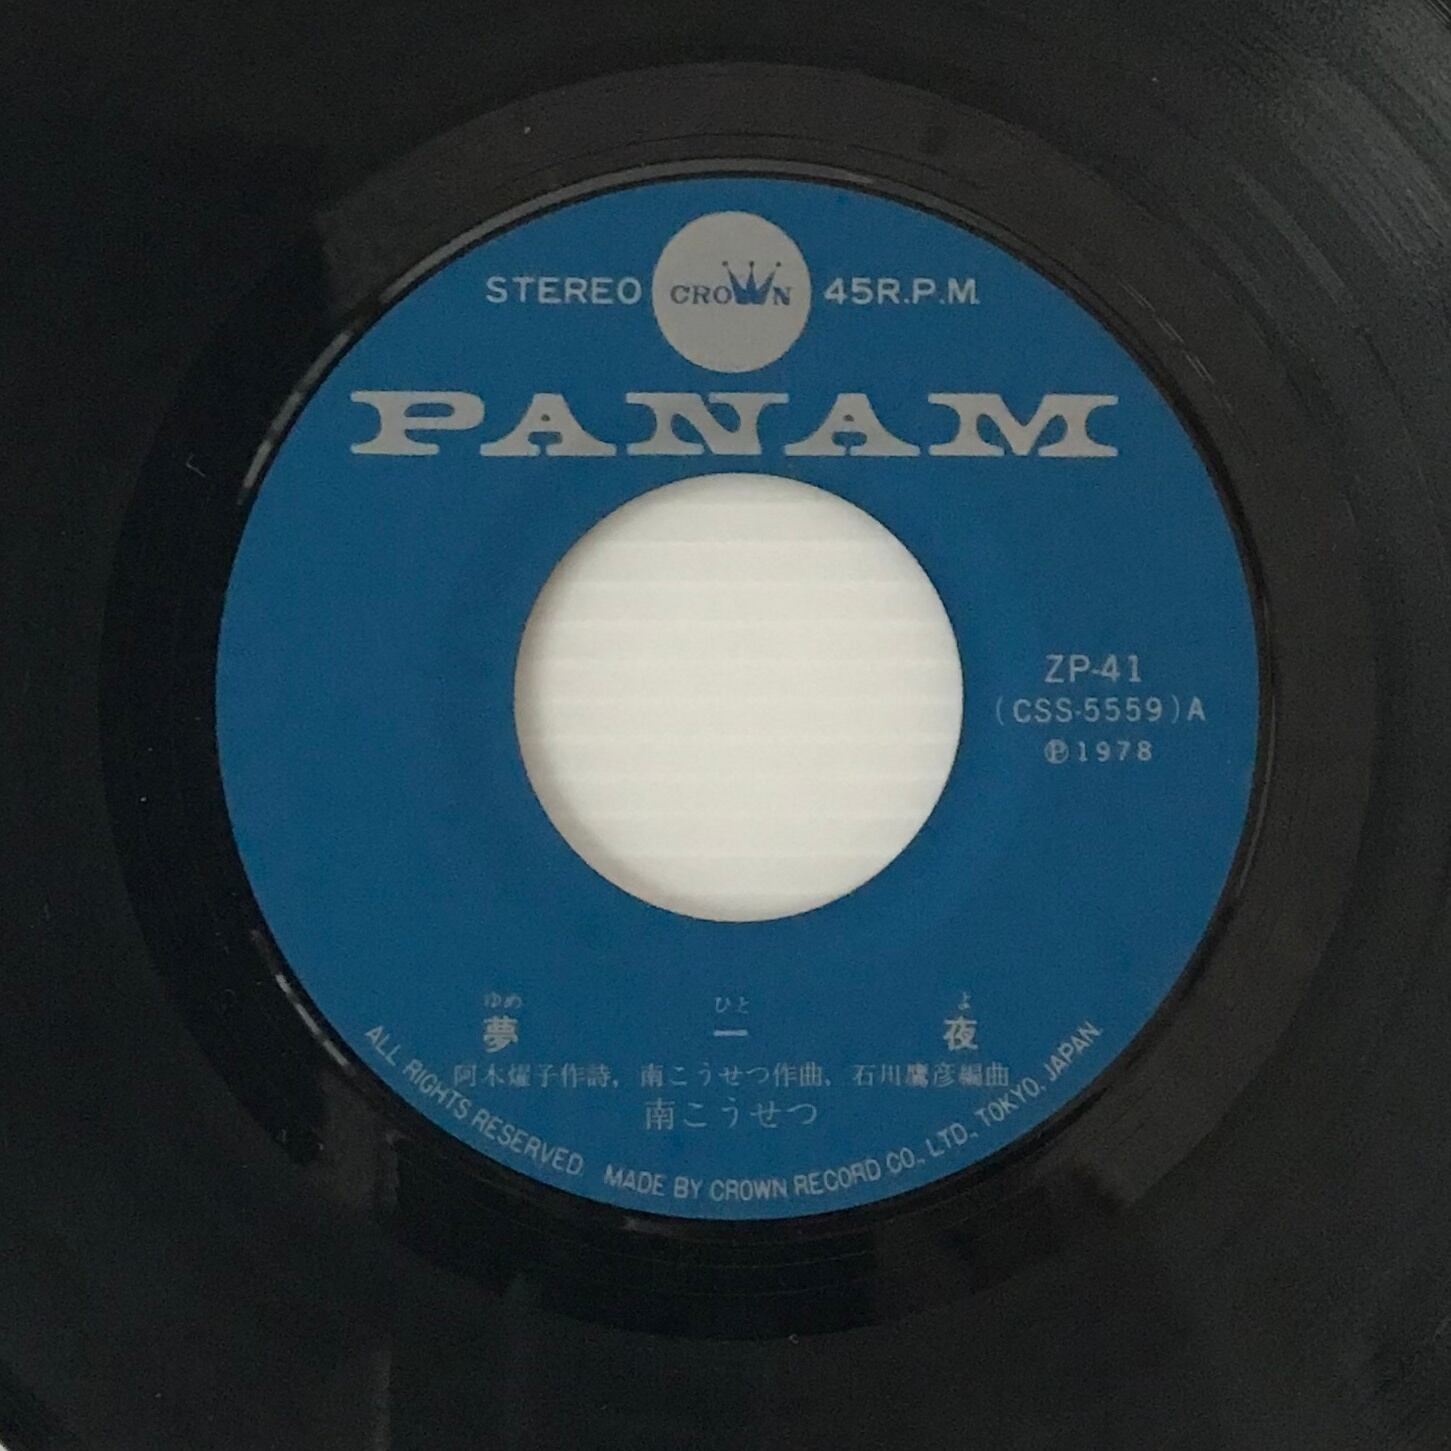 STEREO CROWN 45R.P.M.
PANAM
ZP-41
(CSS-5559)A
Ⓟ1978
ゆめ ひと よ
夢 一 夜
阿木燿子作詩, 南こうせつ作曲, 石川鷹彦編曲
南こうせつ
ALL RIGHTS RESERVED MADE BY CROWN RECORD CO., LTD., TOKYO, JAPAN.